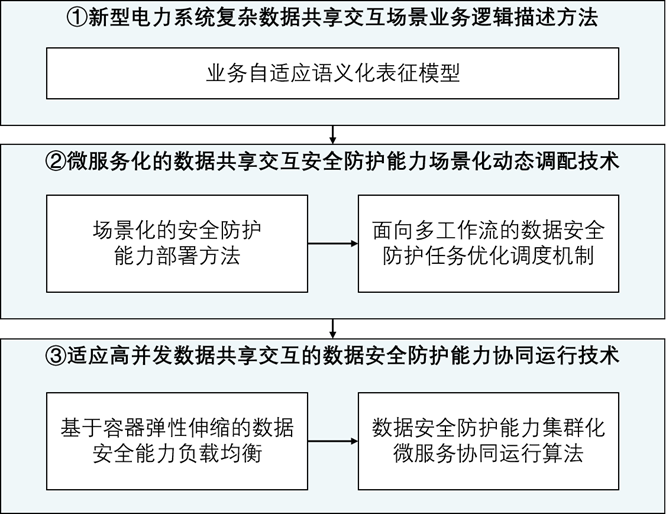 ①新型电力系统复杂数据共享交互场景业务逻辑描述方法
业务自适应语义化表征模型
②微服务化的数据共享交互安全防护能力场景化动态调配技术
场景化的安全防护
能力部署方法
面向多工作流的数据安全
防护任务优化调度机制
③适应高并发数据共享交互的数据安全防护能力协同运行技术
基于容器弹性伸缩的数据
安全能力负载均衡
数据安全防护能力集群化
微服务协同运行算法